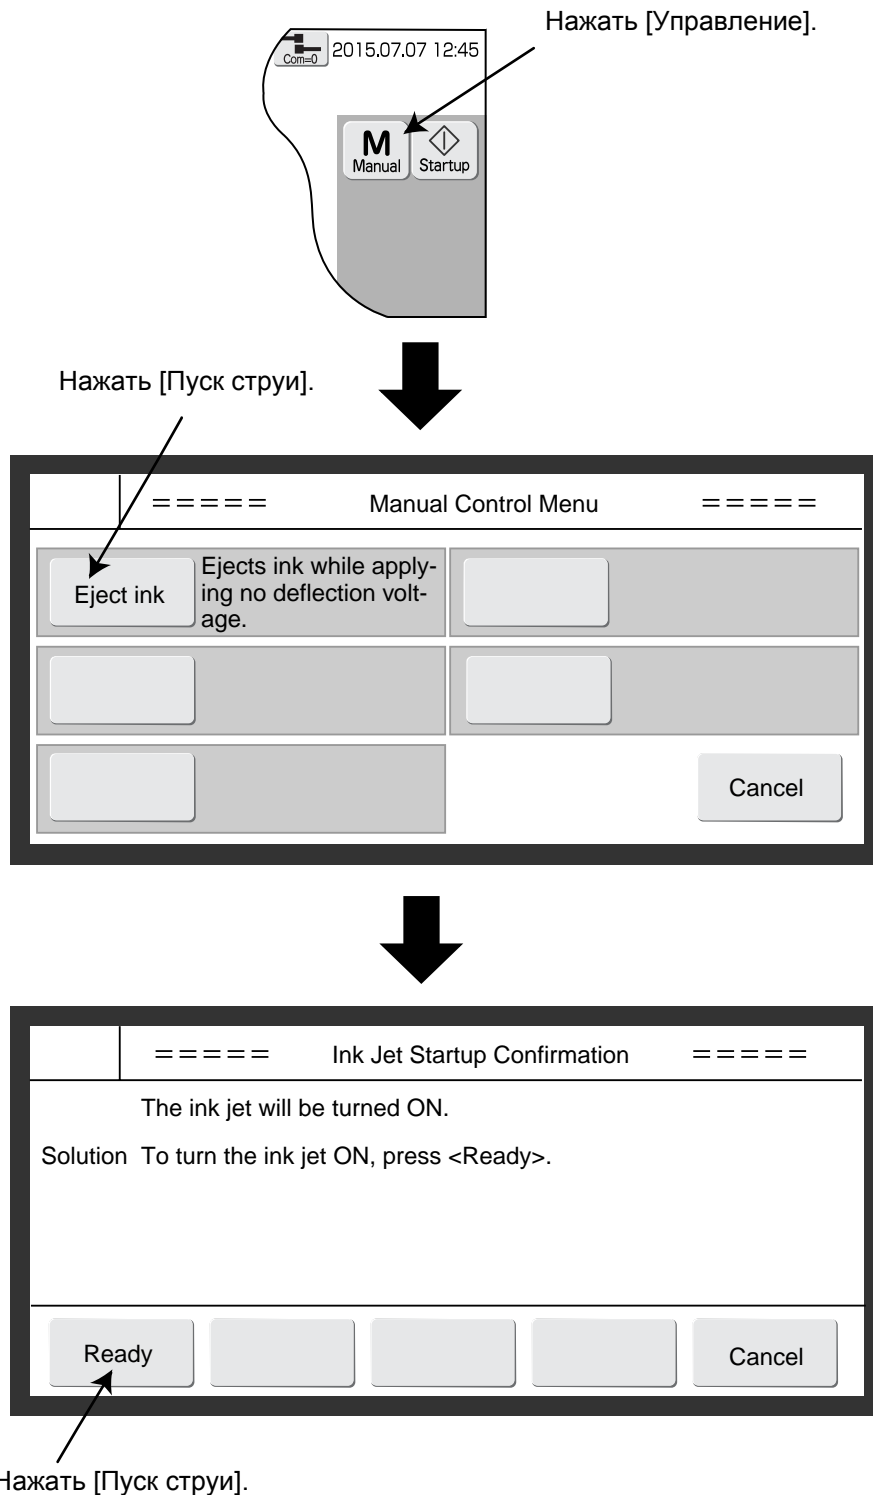 Нажать [Управление].
Com=0 2015.07.07 12:45
M
Manual Startup
Нажать [Пуск струи].
===== Manual Control Menu =====
Eject ink
Ejects ink while apply-
ing no deflection volt-
age.
Cancel
===== Ink Jet Startup Confirmation =====
The ink jet will be turned ON.
Solution To turn the ink jet ON, press <Ready>.
Ready Cancel
Нажать [Пуск струи].